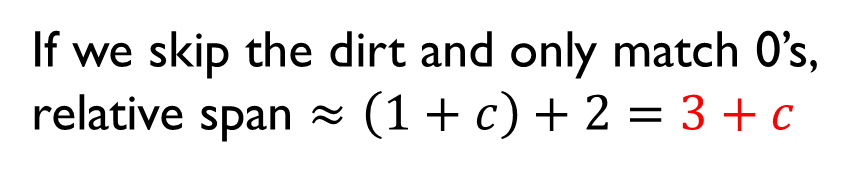 If we skip the dirt and only match 0’s,
relative span ≈ (1 + c) + 2 = 3 + c